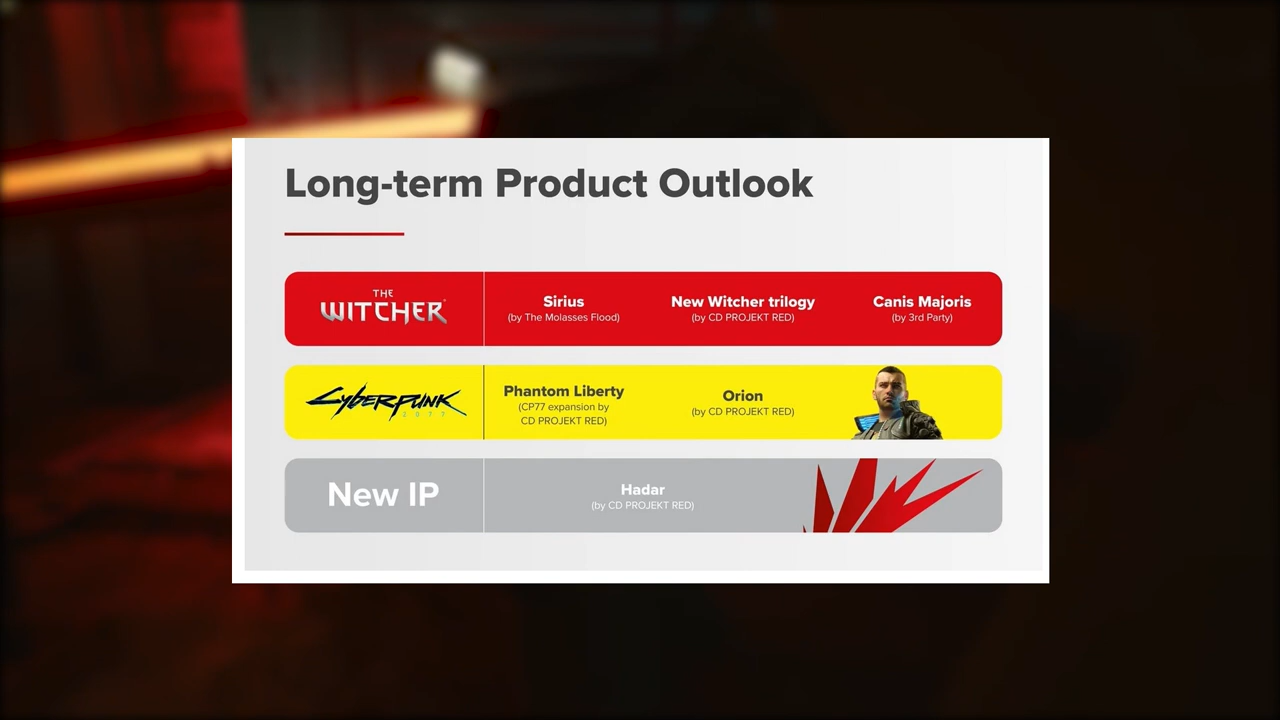 Long-term Product Outlook
THE
WITCHER
Sirius
(by The Molasses Flood)
New Witcher trilogy
(by CD PROJEKT RED)
Canis Majoris
(by 3rd Party)
CYBERPUNK
2077
Phantom Liberty
(CP77 expansion by
CD PROJEKT RED)
Orion
(by CD PROJEKT RED)
New IP
Hadar
(by CD PROJEKT RED)